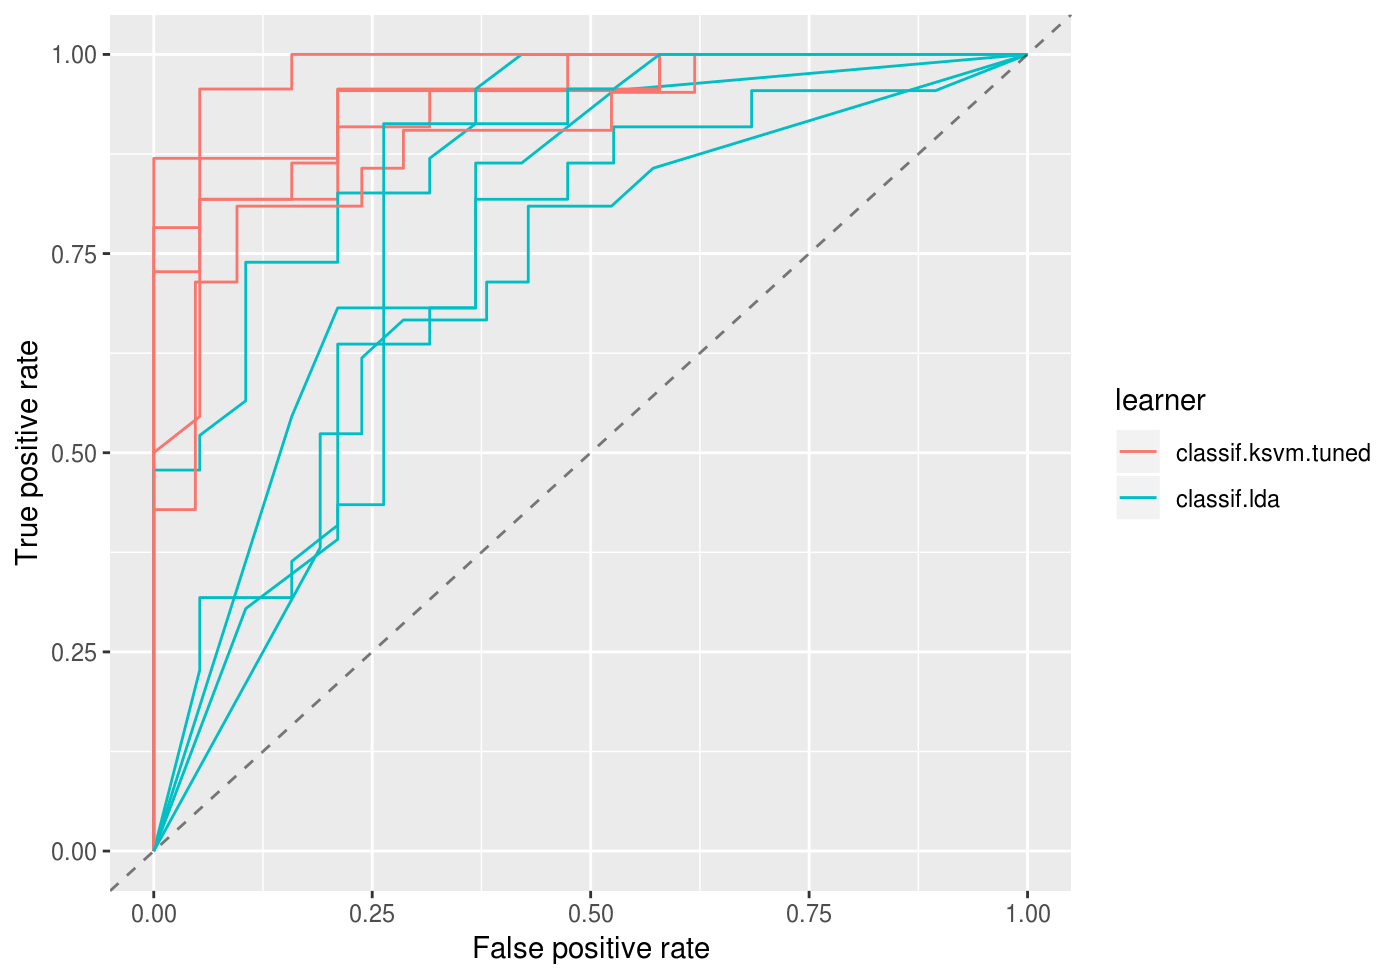 True positive rate
1.00
0.75
0.50
0.25
0.00
0.00 0.25 0.50 0.75 1.00
False positive rate
learner
classif.ksvm.tuned
classif.lda